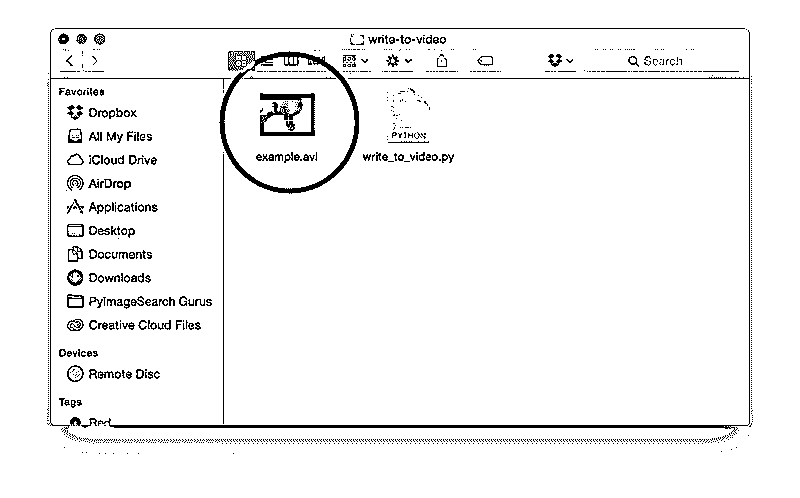 write-to-video
Search
Favorites
Dropbox
All My Files
iCloud Drive
AirDrop
Applications
Desktop
Documents
Downloads
PyImageSearch Gurus
Creative Cloud Files
Devices
Remote Disc
Tags
Red
PYTHON
example.avi
write_to_video.py